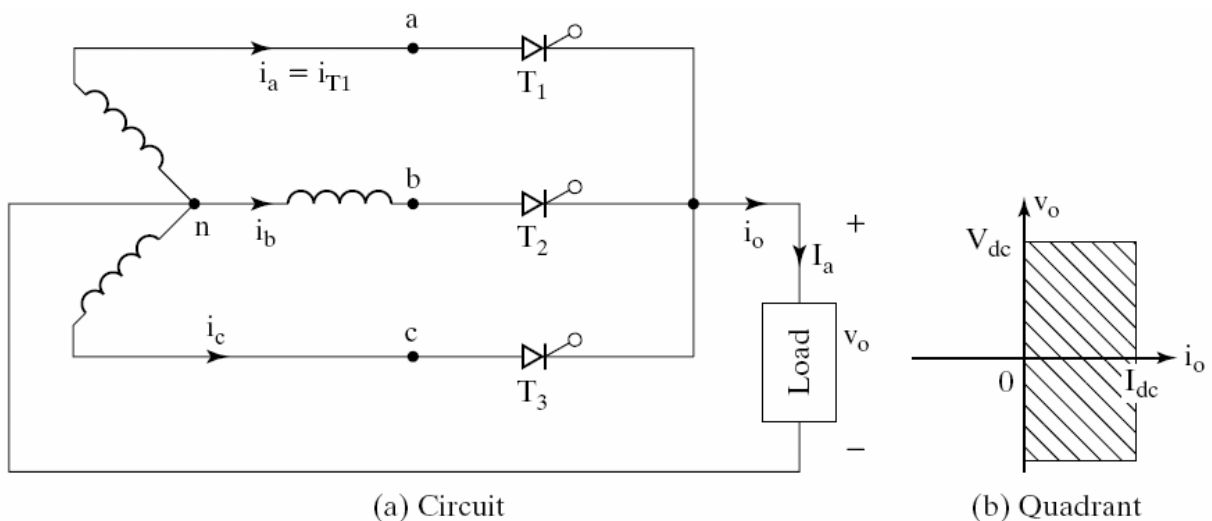 a
i_a = i_T1
T_1
n
i_b
b
T_2
i_o
+
I_a
i_c
c
T_3
Load
v_o
−
(a) Circuit
v_o
V_dc
0
I_dc
i_o
(b) Quadrant